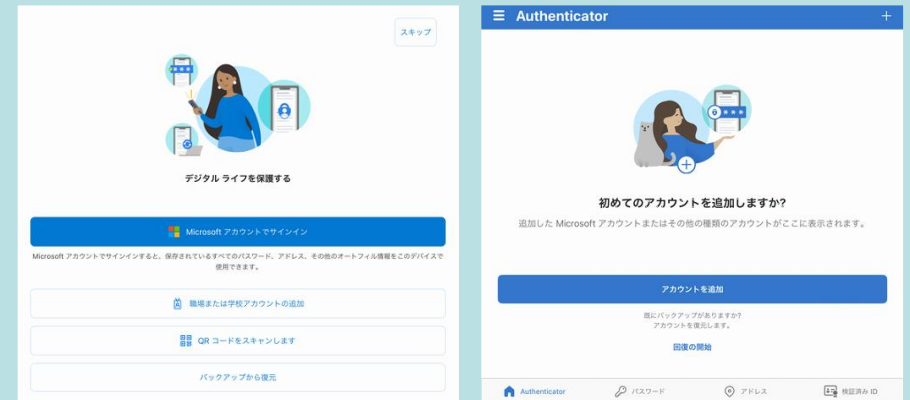 スキップ
デジタル ライフを保護する
Microsoft アカウントでサインイン
Microsoft アカウントでサインインすると、保存されているすべてのパスワード、アドレス、その他のオートフィル情報をこのデバイスで
使用できます。
職場または学校アカウントの追加
QR コードをスキャンします
バックアップから復元
Authenticator
初めてのアカウントを追加しますか?
追加した Microsoft アカウントまたはその他の種類のアカウントがここに表示されます。
アカウントを追加
既にバックアップがありますか?
アカウントを復元します。
回復の開始
Authenticator
パスワード
アドレス
検証済み ID